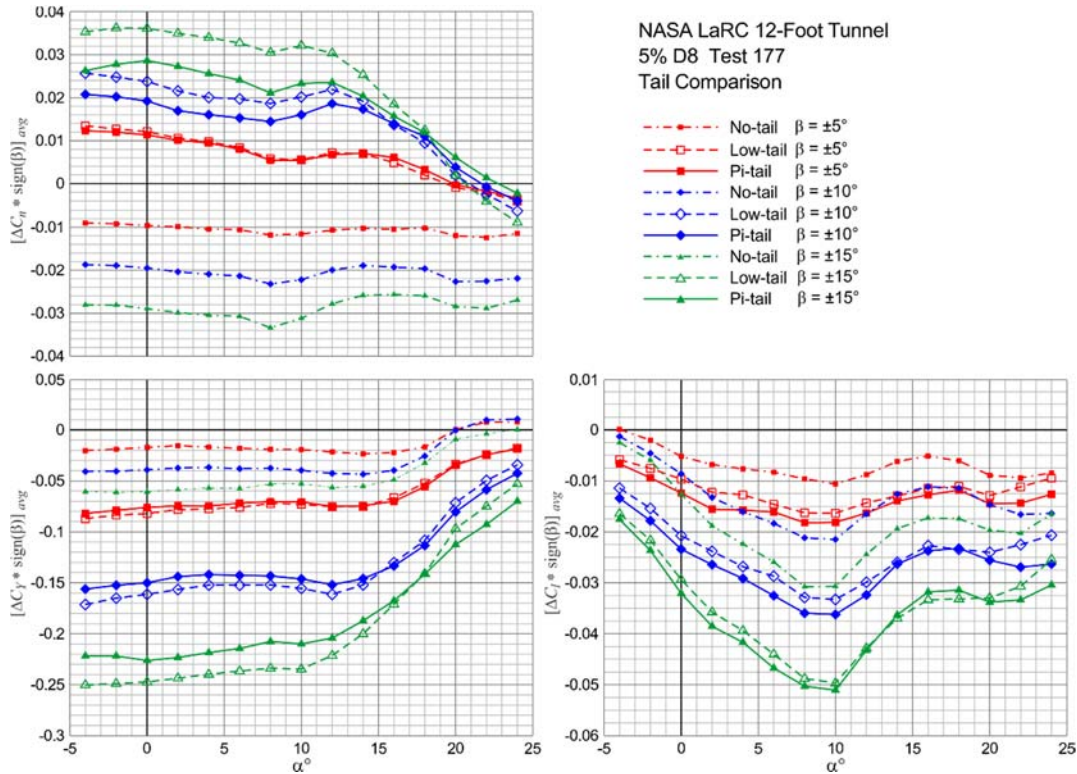 NASA LaRC 12-Foot Tunnel
5% D8 Test 177
Tail Comparison
No-tail β = ±5°
Low-tail β = ±5°
Pi-tail β = ±5°
No-tail β = ±10°
Low-tail β = ±10°
Pi-tail β = ±10°
No-tail β = ±15°
Low-tail β = ±15°
Pi-tail β = ±15°
[ΔCn * sign(β)] avg
0.04
0.03
0.02
0.01
0
-0.01
-0.02
-0.03
-0.04
[ΔCY * sign(β)] avg
0.05
0
-0.05
-0.1
-0.15
-0.2
-0.25
-0.3
-5 0 5 10 15 20 25
α°
[ΔCl * sign(β)] avg
0.01
0
-0.01
-0.02
-0.03
-0.04
-0.05
-0.06
-5 0 5 10 15 20 25
α°